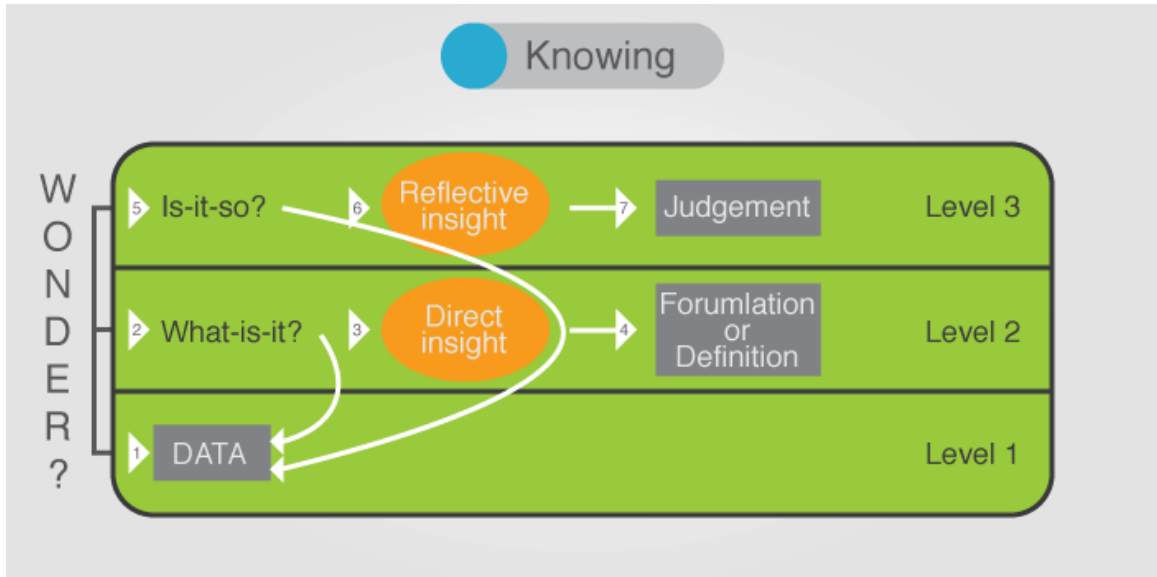 Knowing
WONDER?
5 Is-it-so?
6 Reflective
insight
7 Judgement
Level 3
2 What-is-it?
3 Direct
insight
4 Forumlation
or
Definition
Level 2
1 DATA
Level 1